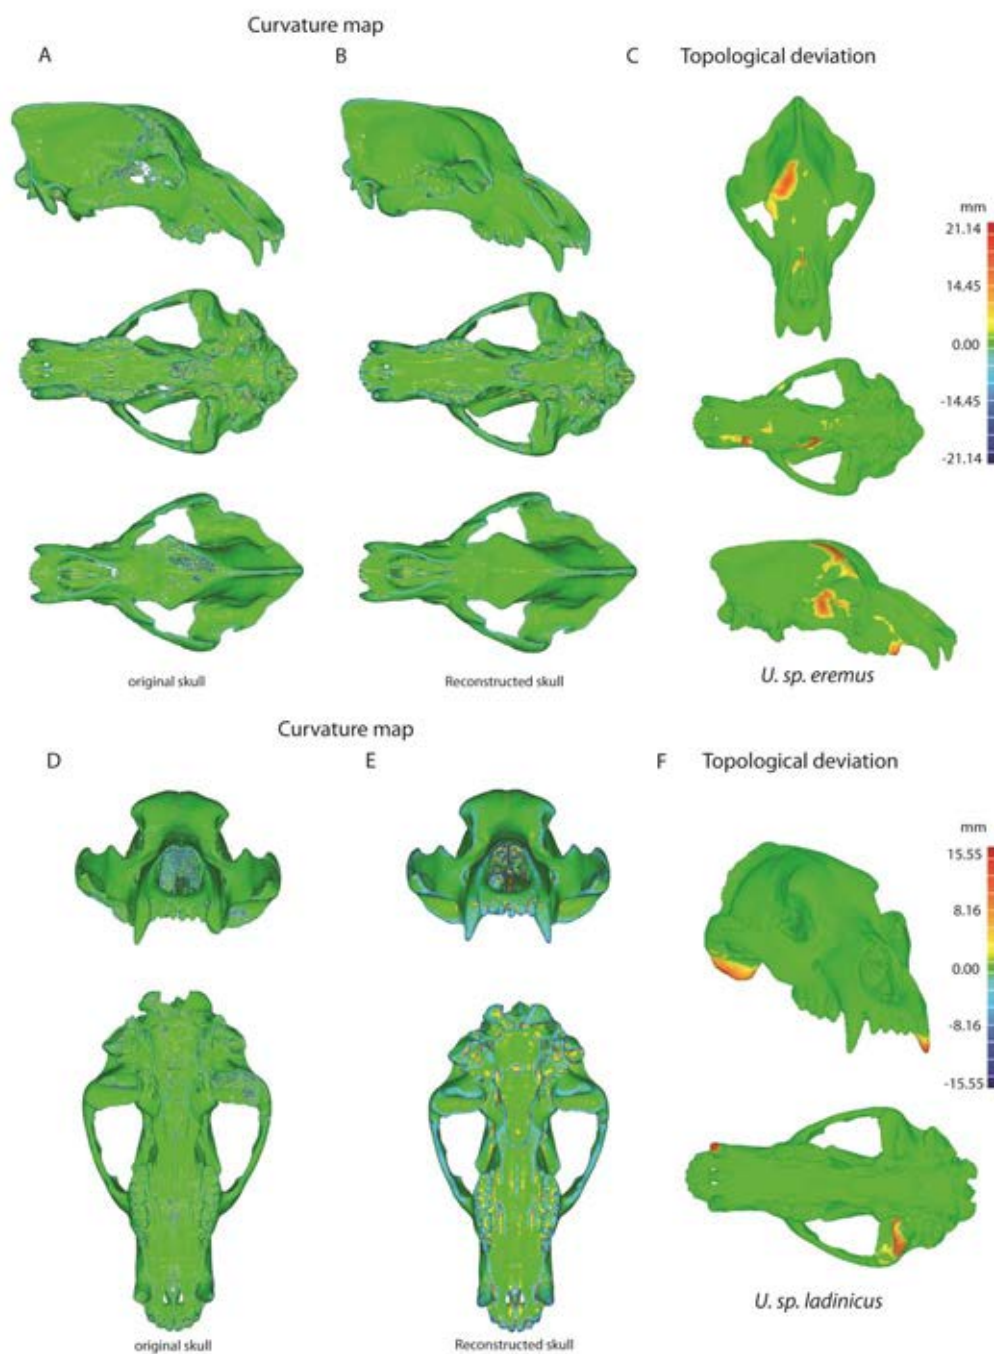 Curvature map
A B C Topological deviation
mm
21.14
14.45
0.00
-14.45
-21.14
original skull Reconstructed skull
U. sp. eremus
Curvature map
D E F Topological deviation
mm
15.55
8.16
0.00
-8.16
-15.55
U. sp. ladinicus
original skull Reconstructed skull